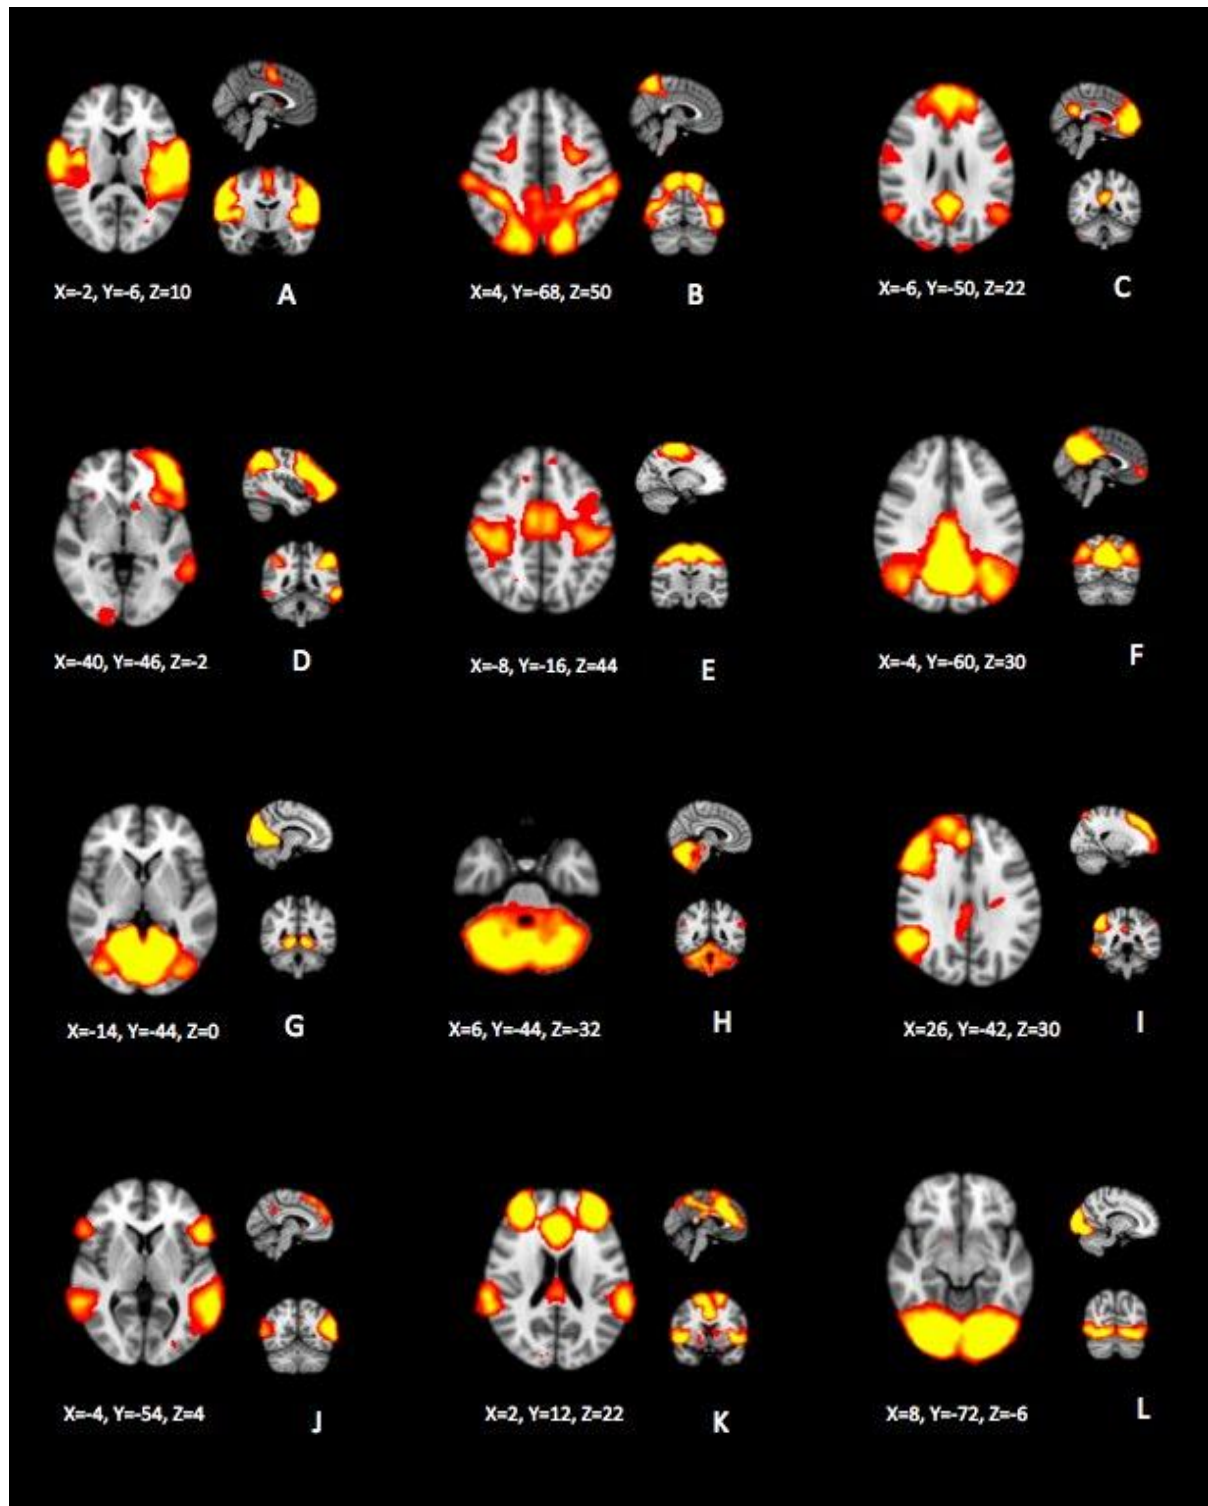 X=-2, Y=-6, Z=10 A
X=4, Y=-68, Z=50 B
X=-6, Y=-50, Z=22 C
X=-40, Y=-46, Z=-2 D
X=-8, Y=-16, Z=44 E
X=-4, Y=-60, Z=30 F
X=-14, Y=-44, Z=0 G
X=6, Y=-44, Z=-32 H
X=26, Y=-42, Z=30 I
X=-4, Y=-54, Z=4 J
X=2, Y=12, Z=22 K
X=8, Y=-72, Z=-6 L